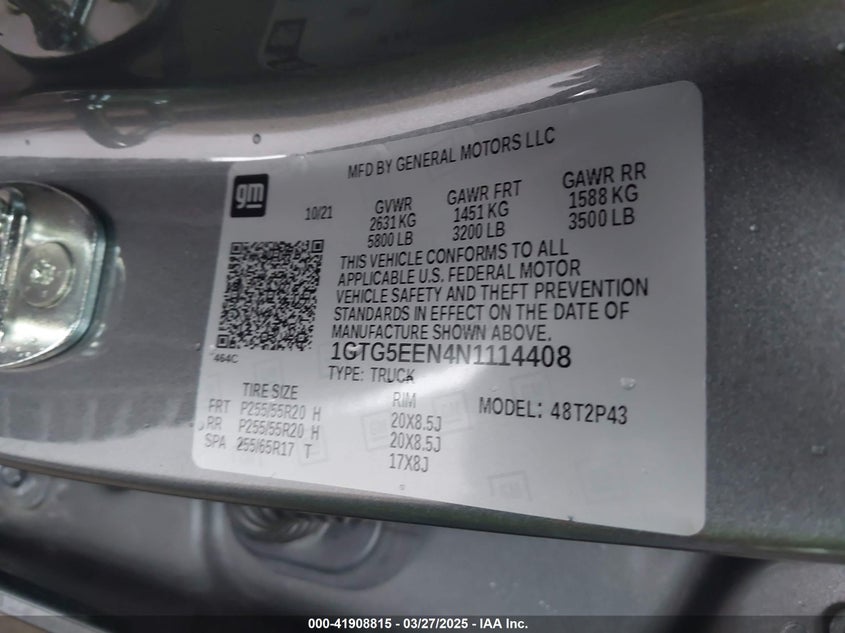 MFD BY GENERAL MOTORS LLC
gm
10/21
GVWR
2631 KG
5800 LB
GAWR FRT
1451 KG
3200 LB
GAWR RR
1588 KG
3500 LB
THIS VEHICLE CONFORMS TO ALL
APPLICABLE U.S. FEDERAL MOTOR
VEHICLE SAFETY AND THEFT PREVENTION
STANDARDS IN EFFECT ON THE DATE OF
MANUFACTURE SHOWN ABOVE.
*464C
1GTG5EEN4N1114408
TYPE: TRUCK
TIRE SIZE RIM
FRT P255/55R20 H 20X8.5J
RR P255/55R20 H 20X8.5J
SPA 255/65R17 T 17X8J
MODEL: 48T2P43
000-41908815 - 03/27/2025 - IAA Inc.